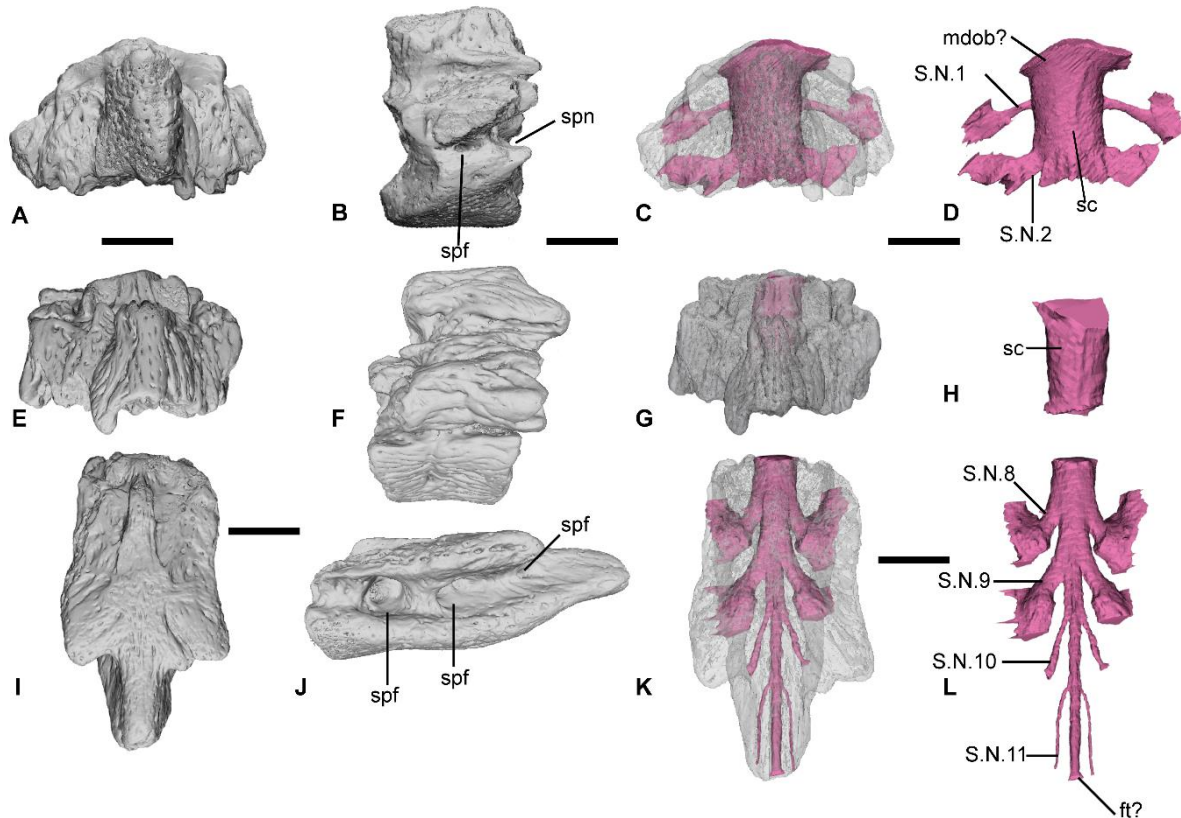 mdob?
S.N.1
spn
spf
sc
S.N.2
A
B
C
D
sc
E
F
G
H
S.N.8
spf
S.N.9
spf
spf
S.N.10
I
J
K
L
S.N.11
ft?